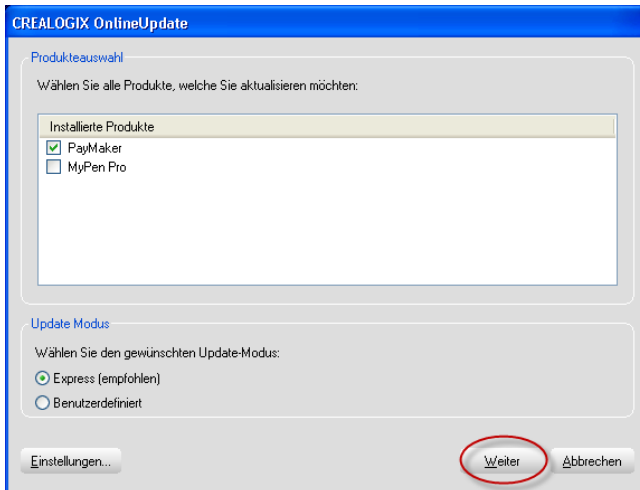 CREALOGIX OnlineUpdate
Produkteauswahl
Wählen Sie alle Produkte, welche Sie aktualisieren möchten:
Installierte Produkte
PayMaker
MyPen Pro
Update Modus
Wählen Sie den gewünschten Update-Modus:
Express (empfohlen)
Benutzerdefiniert
Einstellungen... Weiter Abbrechen